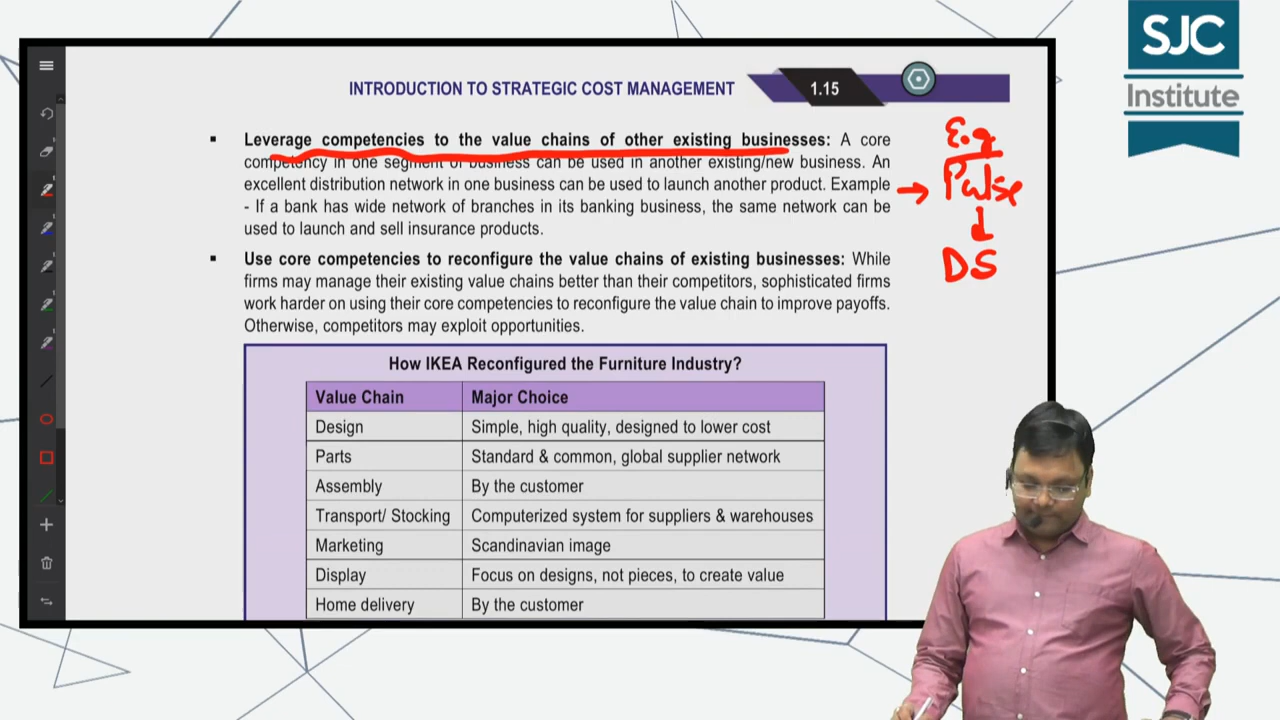 SJC
Institute
INTRODUCTION TO STRATEGIC COST MANAGEMENT
1.15
▪ Leverage competencies to the value chains of other existing businesses: A core
competency in one segment of business can be used in another existing/new business. An
excellent distribution network in one business can be used to launch another product. Example
- If a bank has wide network of branches in its banking business, the same network can be
used to launch and sell insurance products.
E.g
→ Pulse
↓
DS
▪ Use core competencies to reconfigure the value chains of existing businesses: While
firms may manage their existing value chains better than their competitors, sophisticated firms
work harder on using their core competencies to reconfigure the value chain to improve payoffs.
Otherwise, competitors may exploit opportunities.
How IKEA Reconfigured the Furniture Industry?
Value Chain Major Choice
Design Simple, high quality, designed to lower cost
Parts Standard & common, global supplier network
Assembly By the customer
Transport/ Stocking Computerized system for suppliers & warehouses
Marketing Scandinavian image
Display Focus on designs, not pieces, to create value
Home delivery By the customer